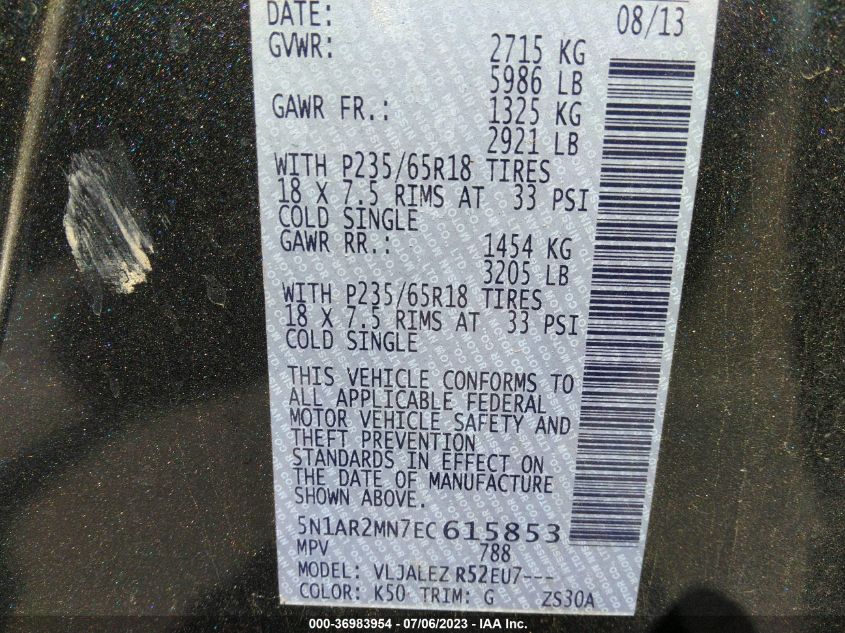 DATE: 08/13
GVWR: 2715 KG
5986 LB
GAWR FR.: 1325 KG
2921 LB
WITH P235/65R18 TIRES
18 X 7.5 RIMS AT 33 PSI
COLD SINGLE
GAWR RR.: 1454 KG
3205 LB
WITH P235/65R18 TIRES
18 X 7.5 RIMS AT 33 PSI
COLD SINGLE
THIS VEHICLE CONFORMS TO
ALL APPLICABLE FEDERAL
MOTOR VEHICLE SAFETY AND
THEFT PREVENTION
STANDARDS IN EFFECT ON
THE DATE OF MANUFACTURE
SHOWN ABOVE.
5N1AR2MN7EC615853
MPV 788
MODEL: VLJALEZ R52EU7---
COLOR: K50 TRIM: G ZS30A
000-36983954 - 07/06/2023 - IAA Inc.